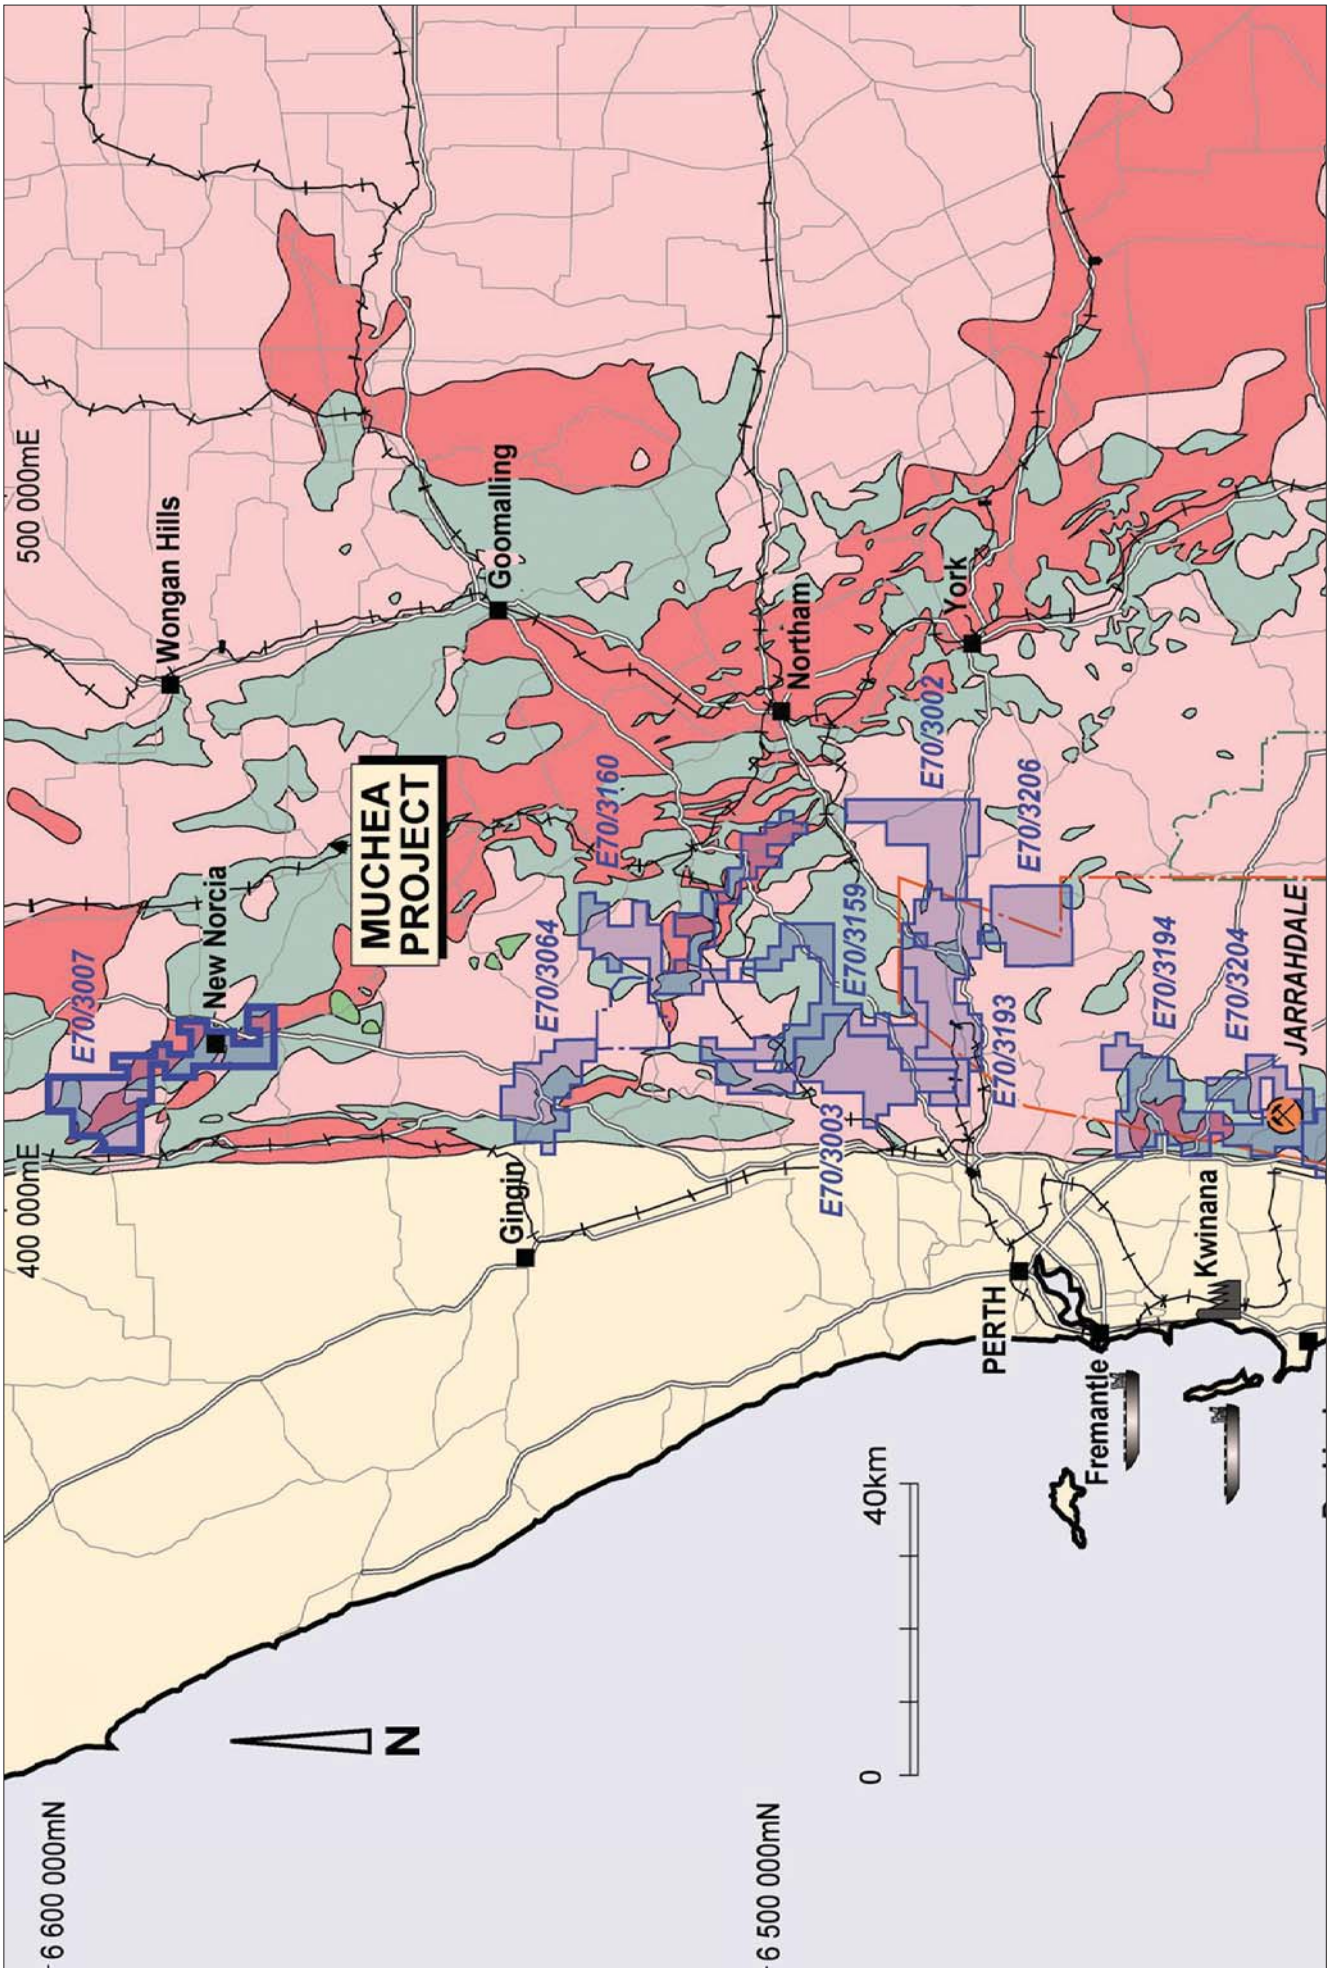 6 600 000mN
6 500 000mN
400 000mE
500 000mE
Wongan Hills
Goomalling
MUCHEA
PROJECT
New Norcia
E70/3007
E70/3160
E70/3064
Northam
York
E70/3002
E70/3206
E70/3159
E70/3003
E70/3193
E70/3194
E70/3204
JARRAHDALE
Gingin
PERTH
Fremantle
Kwinana
N
0
40km